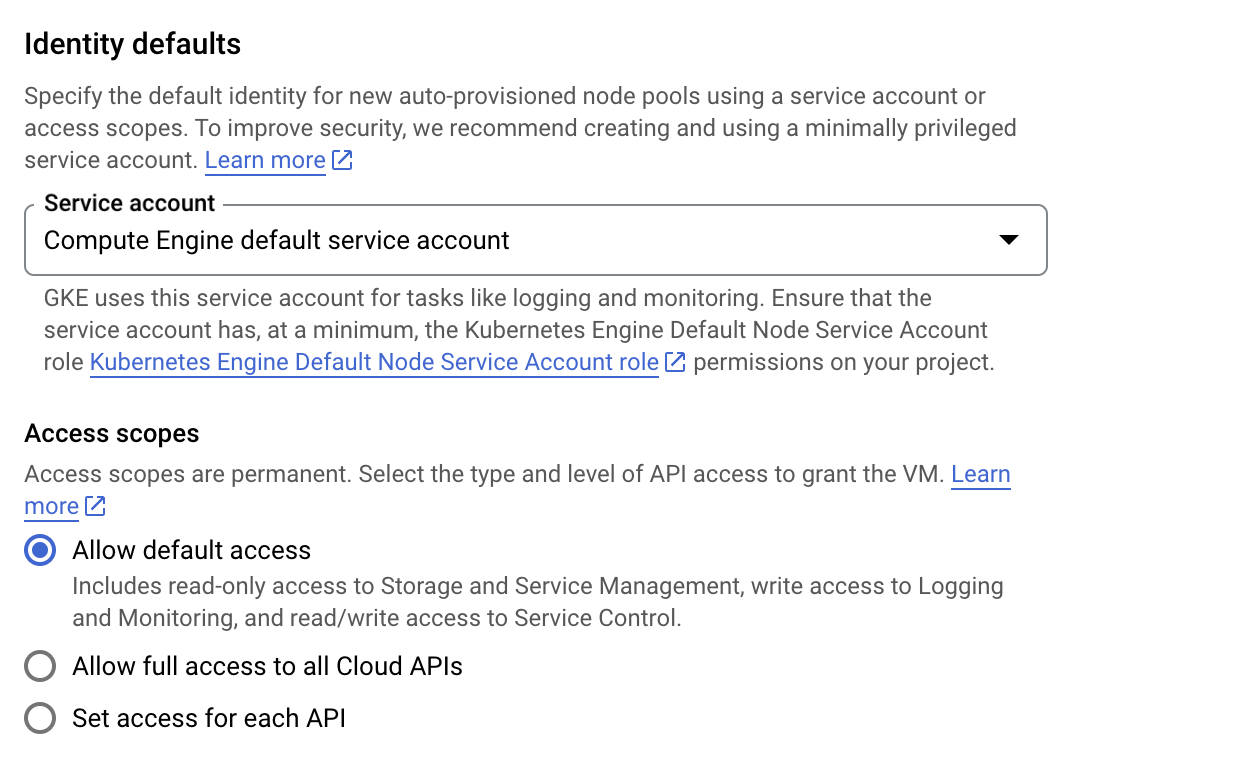 Identity defaults
Specify the default identity for new auto-provisioned node pools using a service account or
access scopes. To improve security, we recommend creating and using a minimally privileged
service account. Learn more
Service account
Compute Engine default service account
GKE uses this service account for tasks like logging and monitoring. Ensure that the
service account has, at a minimum, the Kubernetes Engine Default Node Service Account
role Kubernetes Engine Default Node Service Account role permissions on your project.
Access scopes
Access scopes are permanent. Select the type and level of API access to grant the VM. Learn
more
Allow default access
Includes read-only access to Storage and Service Management, write access to Logging
and Monitoring, and read/write access to Service Control.
Allow full access to all Cloud APIs
Set access for each API